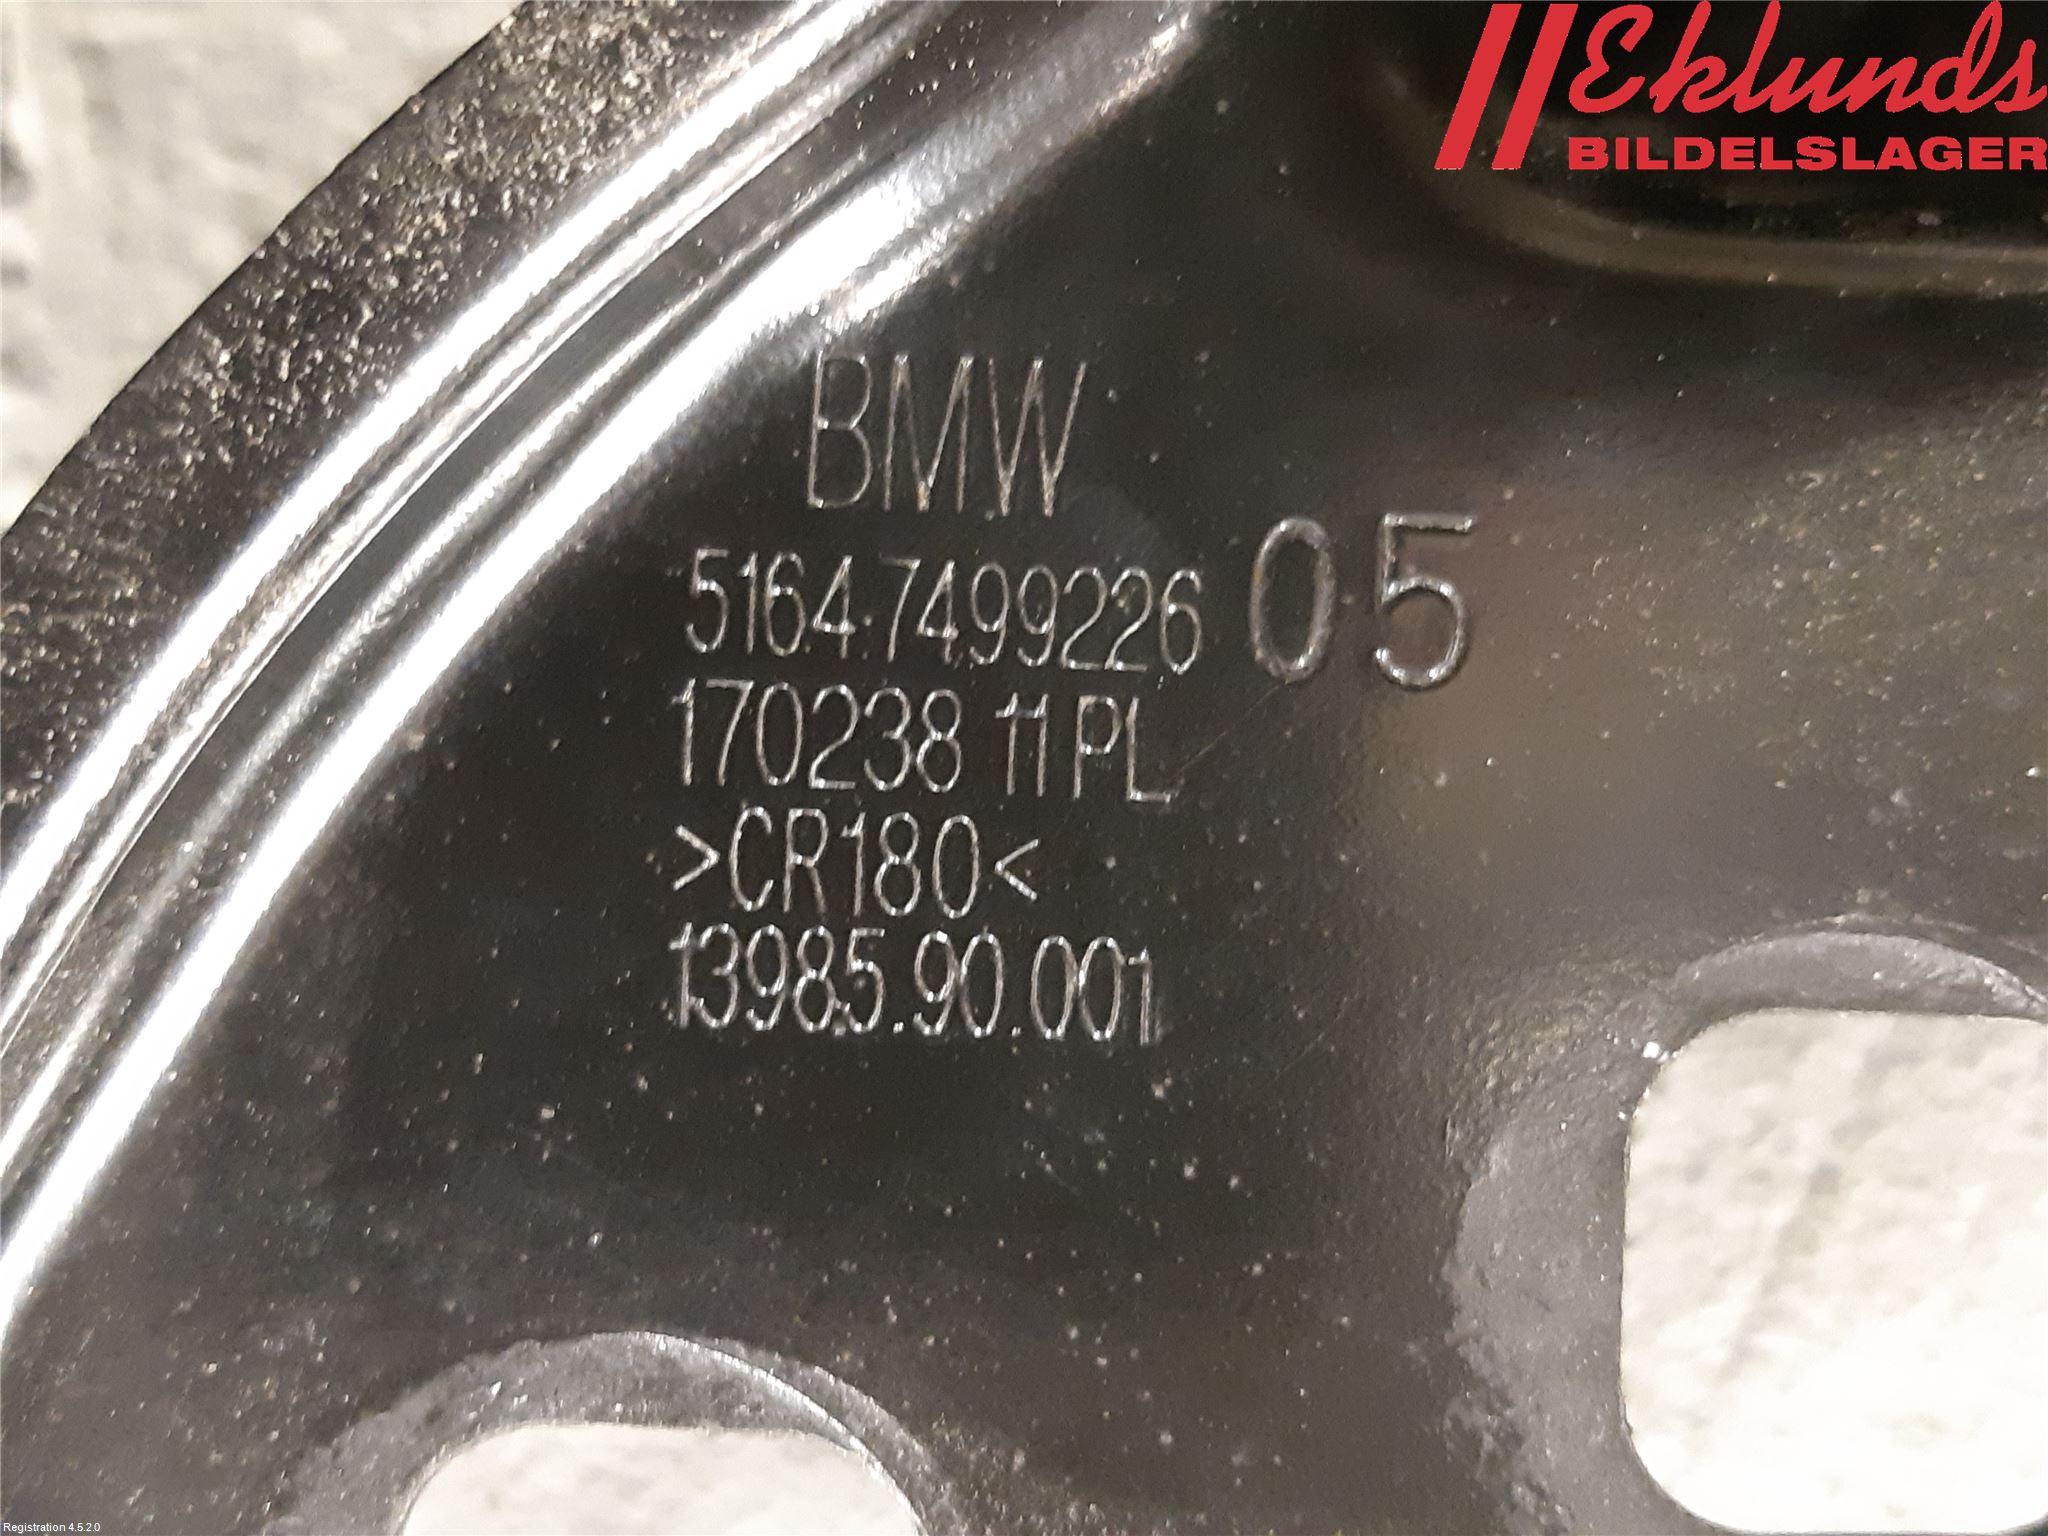 Eklunds
BILDELSLAGER
BMW
5164 7499226 05
170238 11 PL
>CR180<
13985.90.001
Registration 4.5.2.0